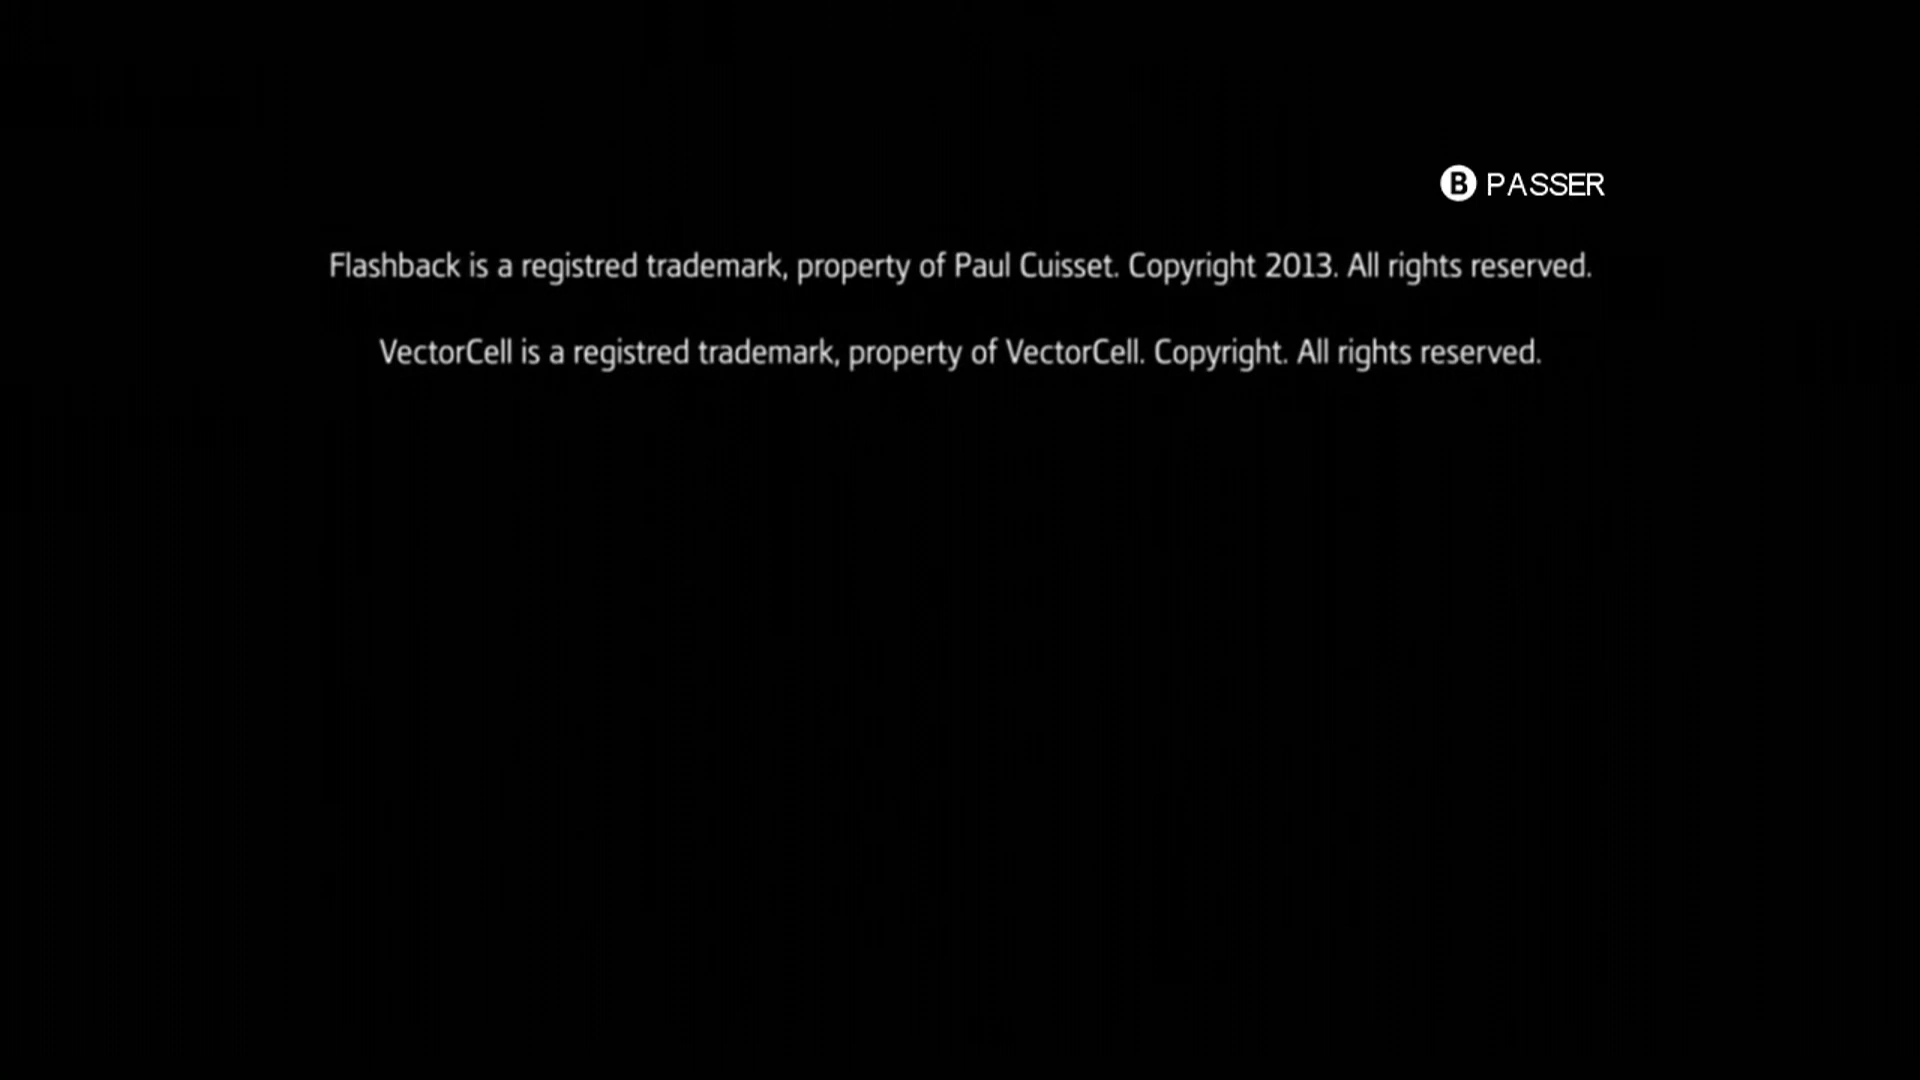 B PASSER
Flashback is a registred trademark, property of Paul Cuisset. Copyright 2013. All rights reserved.
VectorCell is a registred trademark, property of VectorCell. Copyright. All rights reserved.